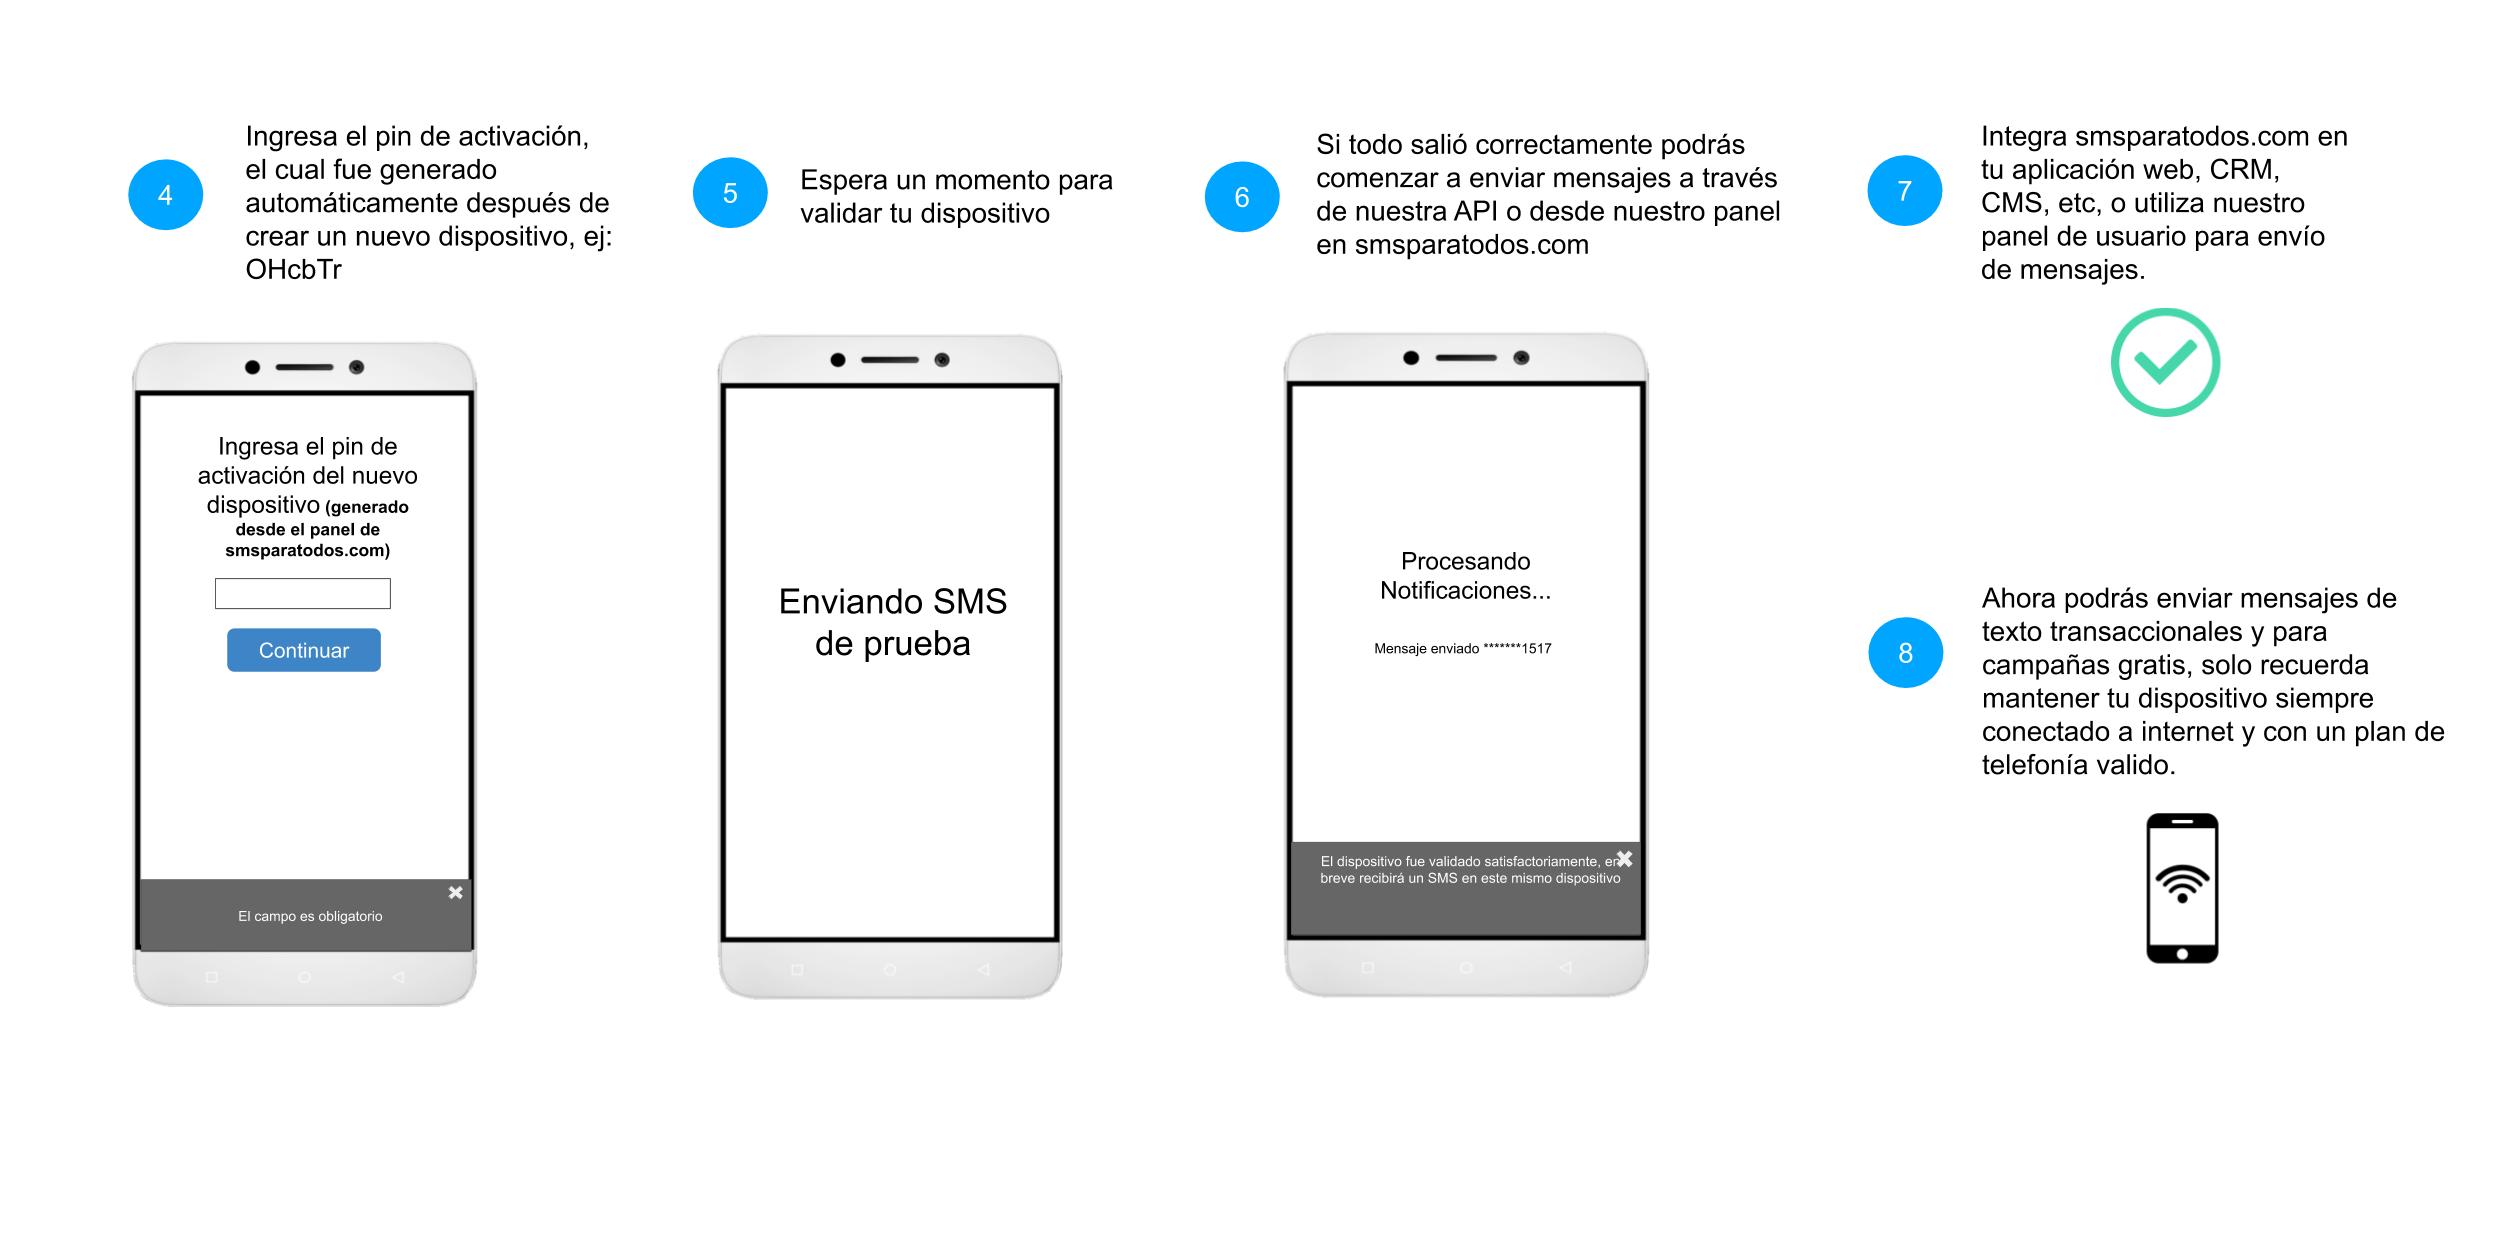 4
Ingresa el pin de activación,
el cual fue generado
automáticamente después de
crear un nuevo dispositivo, ej:
OHcbTr
Ingresa el pin de
activación del nuevo
dispositivo (generado
desde el panel de
smsparatodos.com)
Continuar
El campo es obligatorio
5
Espera un momento para
validar tu dispositivo
Enviando SMS
de prueba
6
Si todo salió correctamente podrás
comenzar a enviar mensajes a través
de nuestra API o desde nuestro panel
en smsparatodos.com
Procesando
Notificaciones...
Mensaje enviado *******1517
El dispositivo fue validado satisfactoriamente, en
breve recibirá un SMS en este mismo dispositivo
7
Integra smsparatodos.com en
tu aplicación web, CRM,
CMS, etc, o utiliza nuestro
panel de usuario para envío
de mensajes.
8
Ahora podrás enviar mensajes de
texto transaccionales y para
campañas gratis, solo recuerda
mantener tu dispositivo siempre
conectado a internet y con un plan de
telefonía valido.